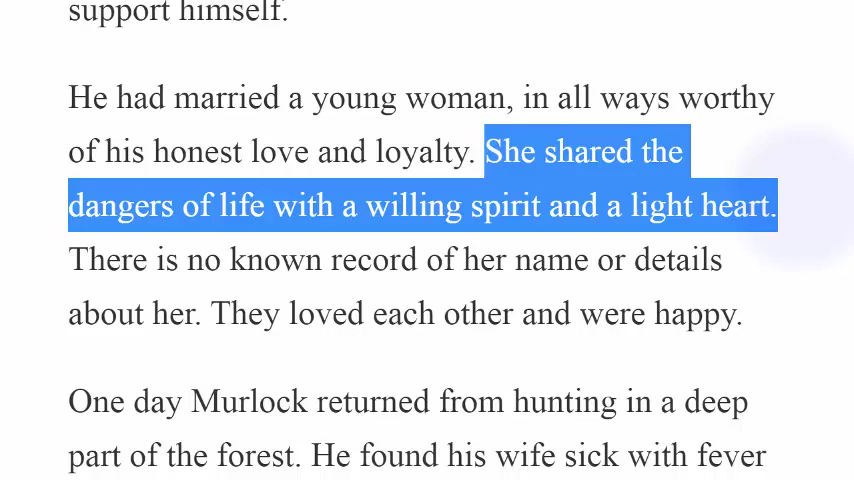 support himself.
He had married a young woman, in all ways worthy
of his honest love and loyalty. She shared the
dangers of life with a willing spirit and a light heart.
There is no known record of her name or details
about her. They loved each other and were happy.
One day Murlock returned from hunting in a deep
part of the forest. He found his wife sick with fever